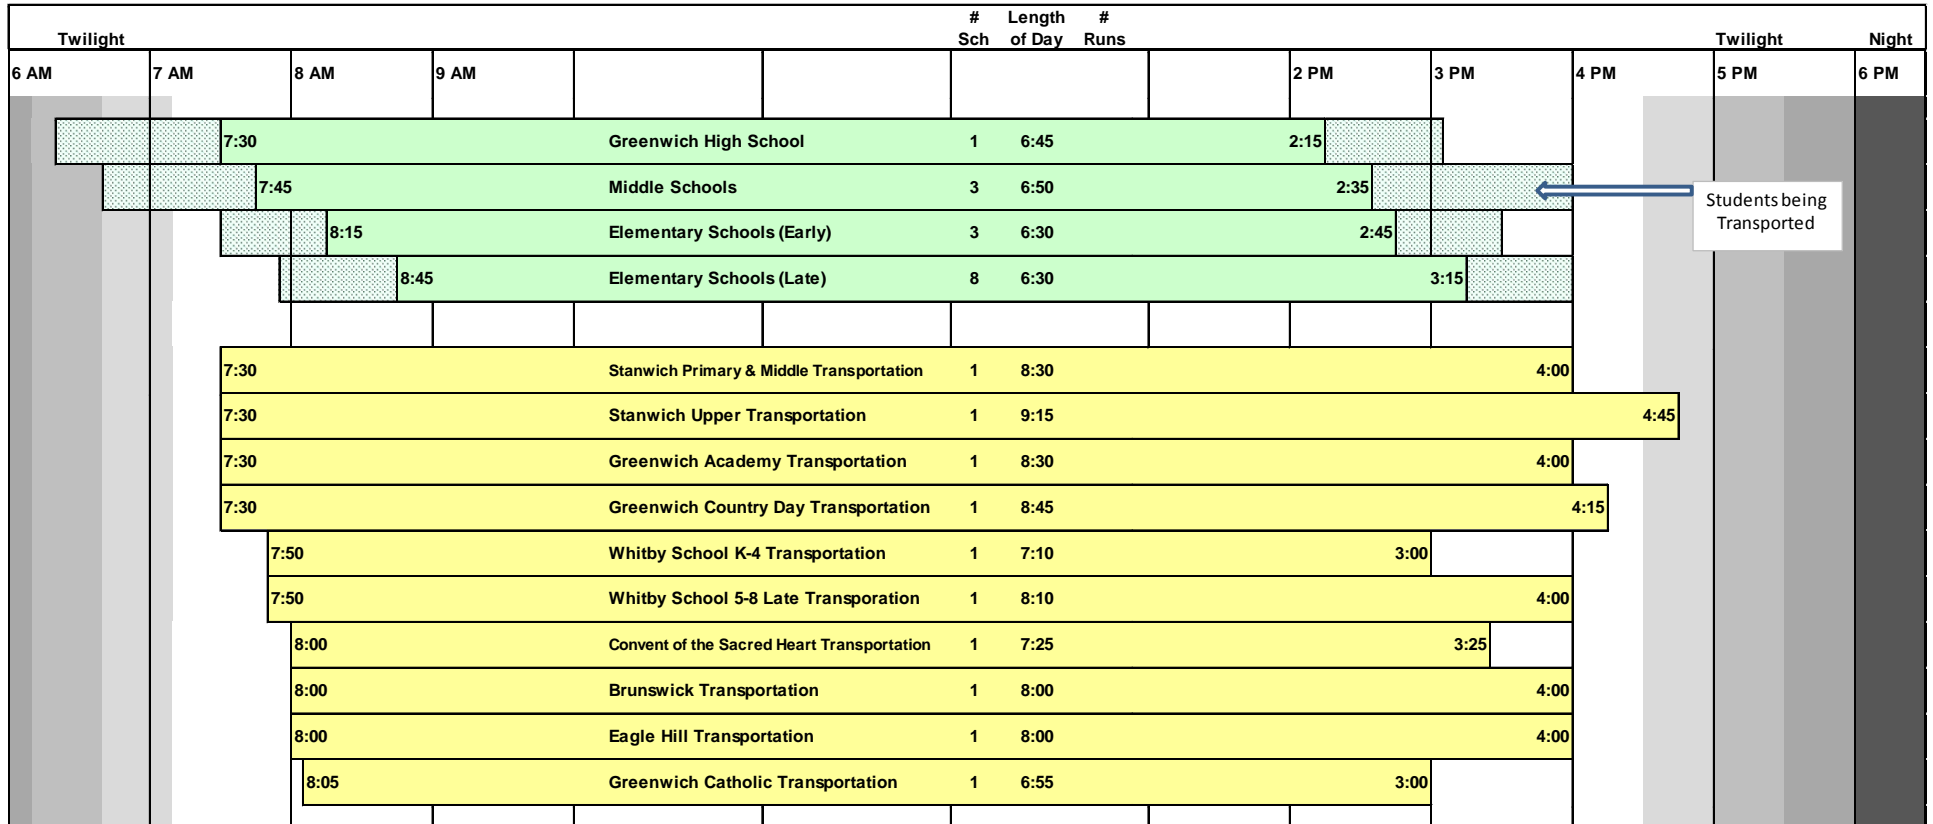 # Length #
Twilight Sch of Day Runs Twilight Night
6 AM 7 AM 8 AM 9 AM 2 PM 3 PM 4 PM 5 PM 6 PM
7:30 Greenwich High School 1 6:45 2:15
7:45 Middle Schools 3 6:50 2:35
Students being
Transported
8:15 Elementary Schools (Early) 3 6:30 2:45
8:45 Elementary Schools (Late) 8 6:30 3:15
7:30 Stanwich Primary & Middle Transportation 1 8:30 4:00
7:30 Stanwich Upper Transportation 1 9:15 4:45
7:30 Greenwich Academy Transportation 1 8:30 4:00
7:30 Greenwich Country Day Transportation 1 8:45 4:15
7:50 Whitby School K-4 Transportation 1 7:10 3:00
7:50 Whitby School 5-8 Late Transporation 1 8:10 4:00
8:00 Convent of the Sacred Heart Transportation 1 7:25 3:25
8:00 Brunswick Transportation 1 8:00 4:00
8:00 Eagle Hill Transportation 1 8:00 4:00
8:05 Greenwich Catholic Transportation 1 6:55 3:00